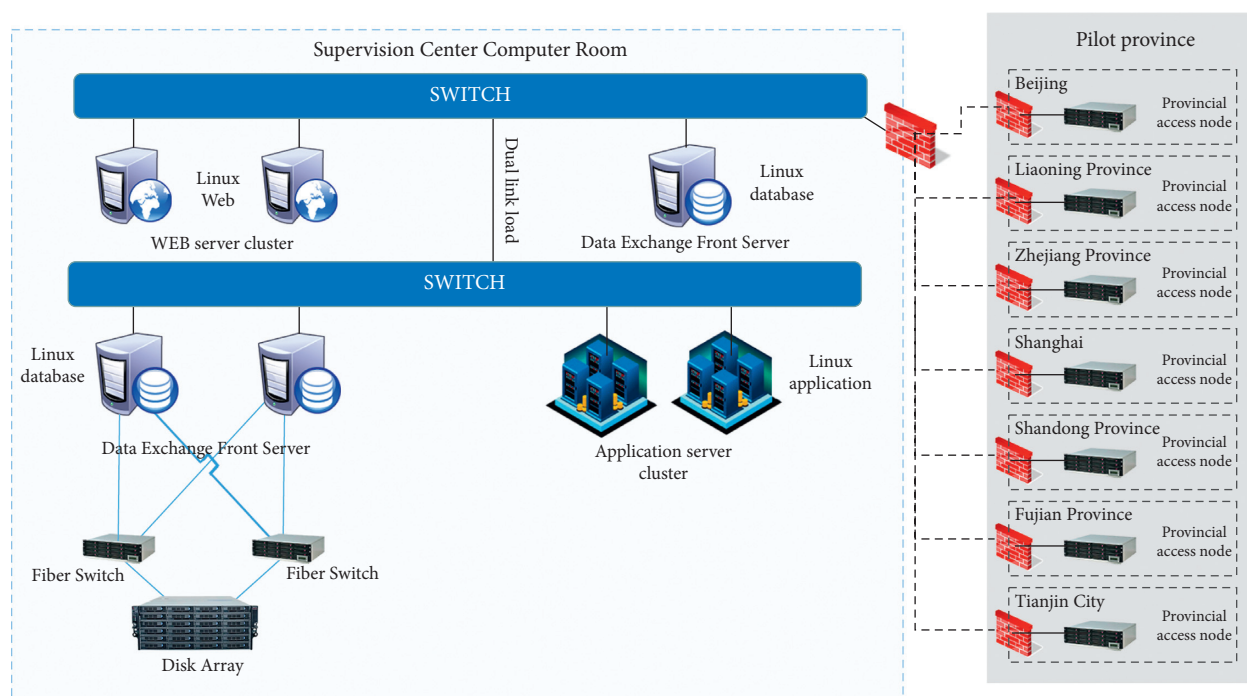 Supervision Center Computer Room
SWITCH
Linux
Web
WEB server cluster
Dual link load
Linux
database
Data Exchange Front Server
SWITCH
Linux
database
Data Exchange Front Server
Linux
application
Application server
cluster
Fiber Switch
Fiber Switch
Disk Array
Pilot province
Beijing
Provincial
access node
Liaoning Province
Provincial
access node
Zhejiang Province
Provincial
access node
Shanghai
Provincial
access node
Shandong Province
Provincial
access node
Fujian Province
Provincial
access node
Tianjin City
Provincial
access node